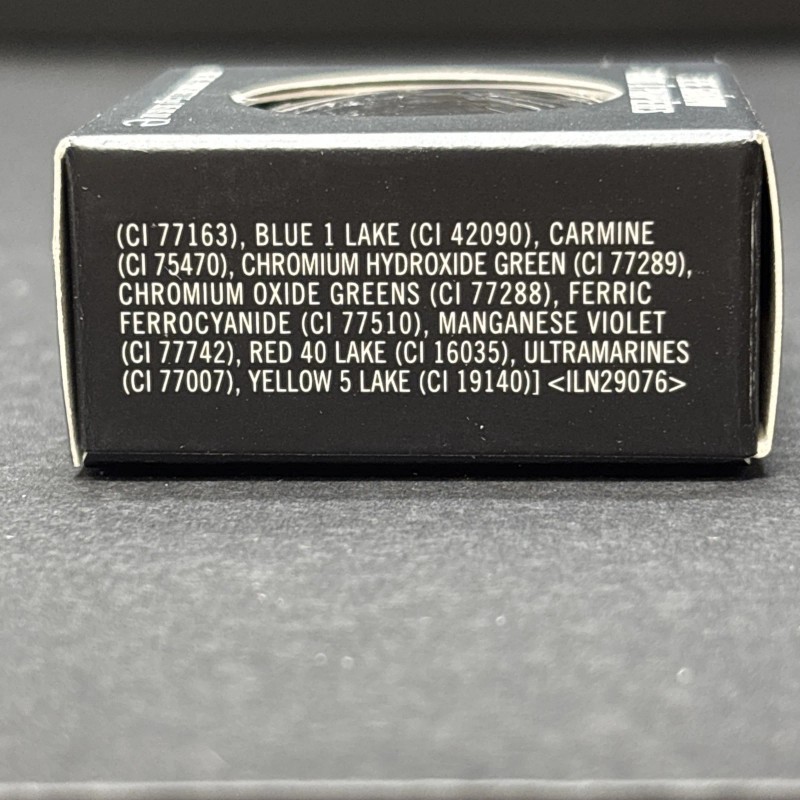 (CI 77163), BLUE 1 LAKE (CI 42090), CARMINE
(CI 75470), CHROMIUM HYDROXIDE GREEN (CI 77289),
CHROMIUM OXIDE GREENS (CI 77288), FERRIC
FERROCYANIDE (CI 77510), MANGANESE VIOLET
(CI 77742), RED 40 LAKE (CI 16035), ULTRAMARINES
(CI 77007), YELLOW 5 LAKE (CI 19140)] <ILN29076>